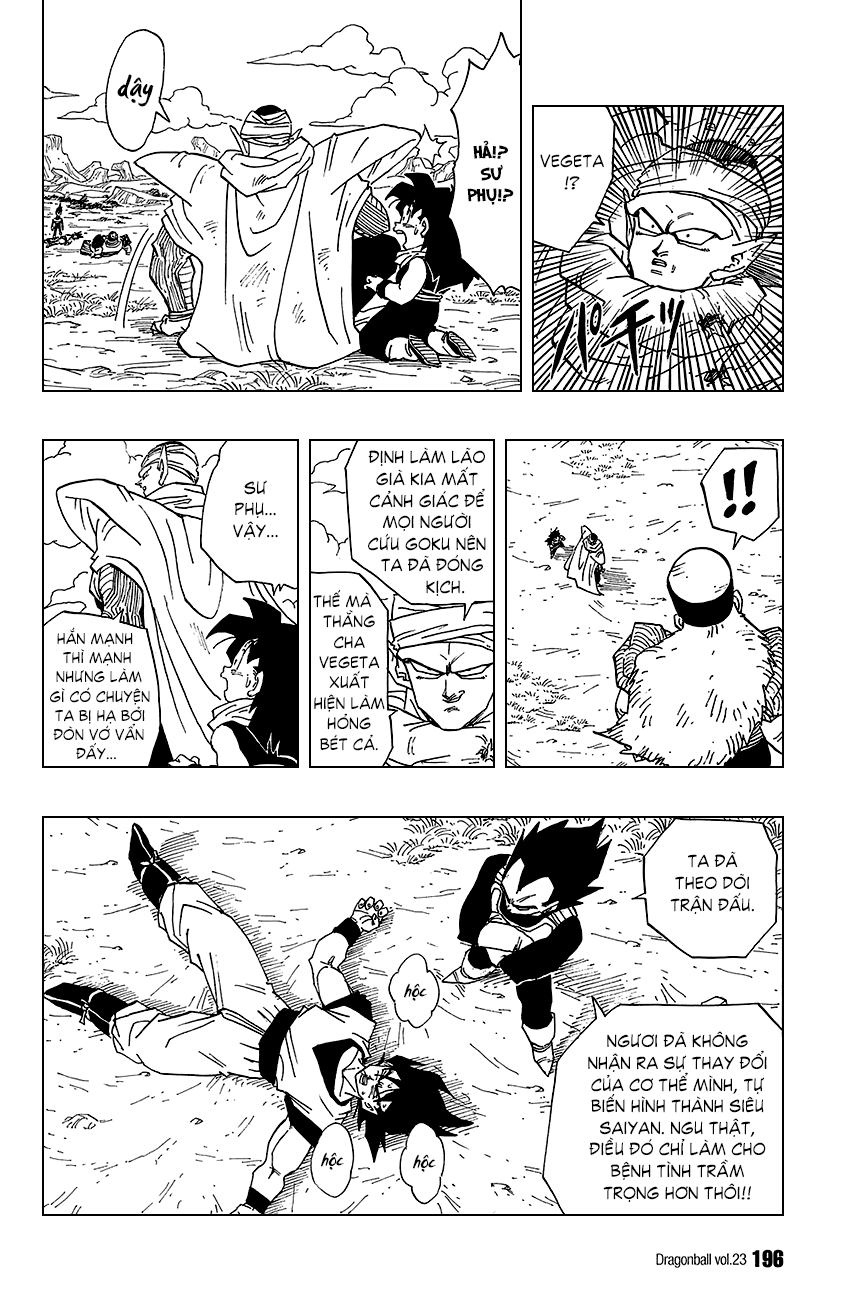 VEGETA
!?
パチッ
HẢ!?
SƯ
PHỤ!?
dậy
!!
ĐỊNH LÀM LÃO
GIÀ KIA MẤT
CẢNH GIÁC ĐỂ
MỌI NGƯỜI
CỨU GOKU NÊN
TA ĐÃ ĐÓNG
KỊCH.
THẾ MÀ
THẰNG
CHA
VEGETA
XUẤT
HIỆN LÀM
HỎNG
BÉT CẢ.
SƯ
PHỤ...
VẬY...
HẮN MẠNH
THÌ MẠNH
NHƯNG LÀM
GÌ CÓ CHUYỆN
TA BỊ HẠ BỞI
ĐÒN VỚ VẨN
ĐẤY...
TA ĐÃ
THEO DÕI
TRẬN ĐẤU.
NGƯƠI ĐÃ KHÔNG
NHẬN RA SỰ THAY ĐỔI
CỦA CƠ THỂ MÌNH, TỰ
BIẾN HÌNH THÀNH SIÊU
SAIYAN. NGU THẬT,
ĐIỀU ĐÓ CHỈ LÀM CHO
BỆNH TÌNH TRẦM
TRỌNG HƠN THÔI!!
hộc
hộc
hộc
Dragonball vol.23 196